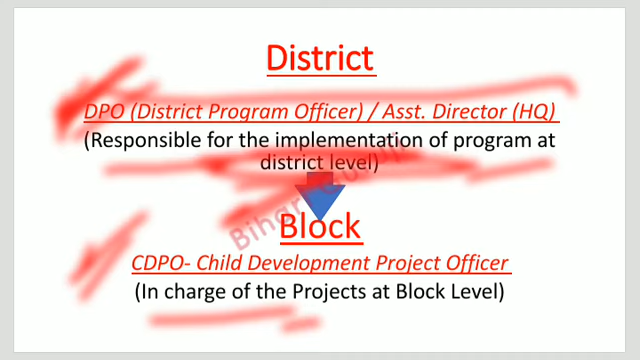 District
DPO (District Program Officer) / Asst. Director (HQ)
(Responsible for the implementation of program at
district level)
Block
CDPO- Child Development Project Officer
(In charge of the Projects at Block Level)